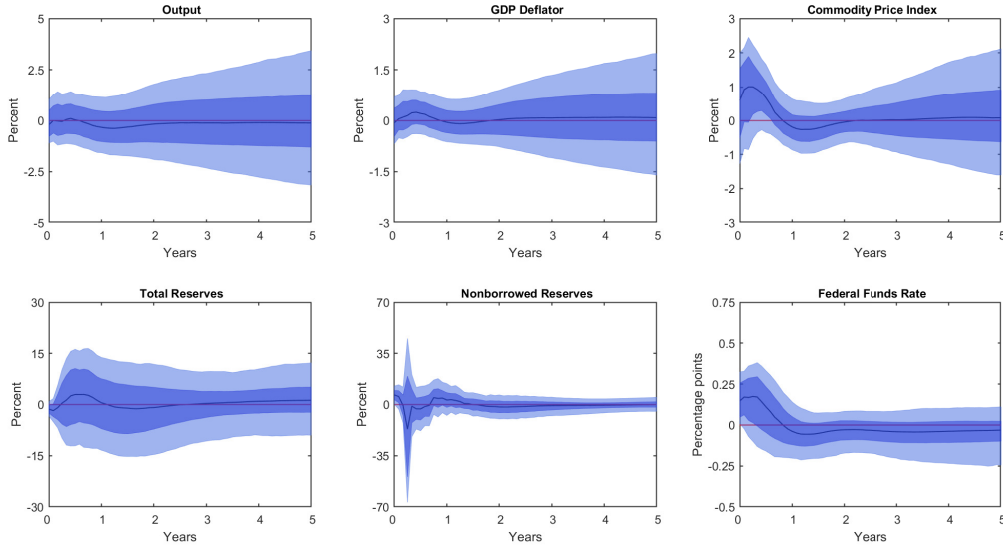 Output
5
2.5
0
-2.5
-5
Percent
0 1 2 3 4 5
Years
GDP Deflator
3
1.5
0
-1.5
-3
Percent
0 1 2 3 4 5
Years
Commodity Price Index
3
2
1
0
-1
-2
-3
Percent
0 1 2 3 4 5
Years
Total Reserves
30
15
0
-15
-30
Percent
0 1 2 3 4 5
Years
Nonborrowed Reserves
70
35
0
-35
-70
Percent
0 1 2 3 4 5
Years
Federal Funds Rate
0.75
0.5
0.25
0
-0.25
-0.5
Percentage points
0 1 2 3 4 5
Years